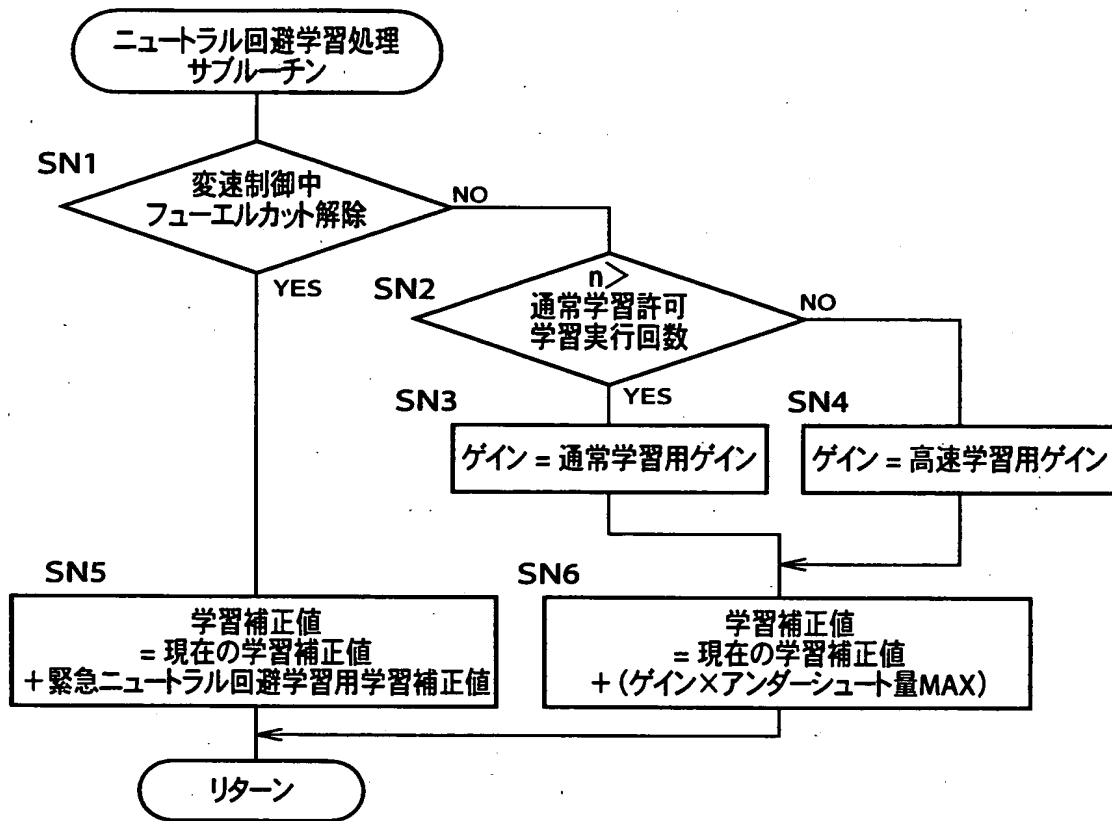 ニュートラル回避学習処理
サブルーチン
SN1
変速制御中
フューエルカット解除
NO
YES
SN2
n＞
通常学習許可
学習実行回数
NO
YES
SN3
ゲイン = 通常学習用ゲイン
SN4
ゲイン = 高速学習用ゲイン
SN5
学習補正値
= 現在の学習補正値
＋緊急ニュートラル回避学習用学習補正値
SN6
学習補正値
= 現在の学習補正値
＋（ゲイン×アンダーシュート量MAX）
リターン